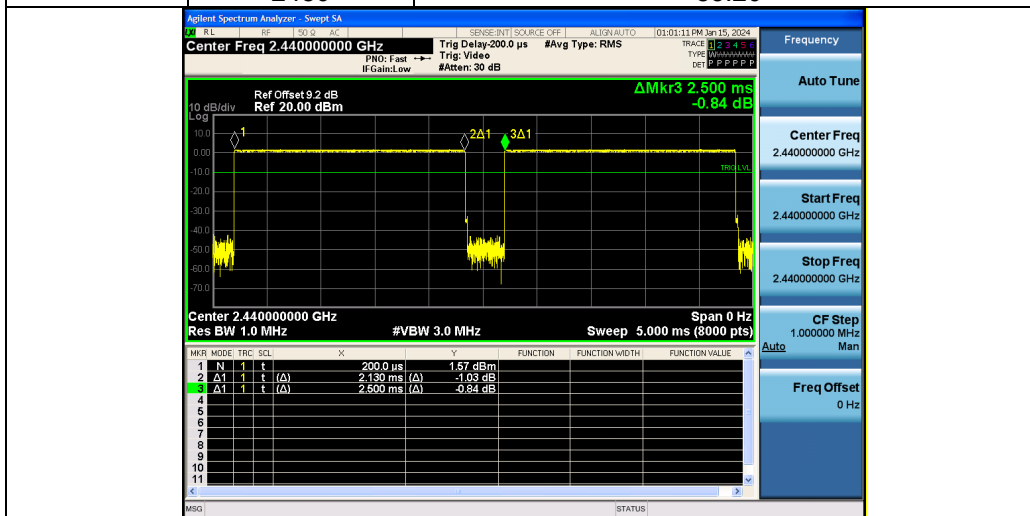 Agilent Spectrum Analyzer - Swept SA
LXI RL RF 50 Ω AC SENSE:INT SOURCE OFF ALIGN AUTO 01:01:11 PM Jan 15, 2024
Center Freq 2.440000000 GHz
PNO: Fast
IFGain:Low
Trig Delay-200.0 µs #Avg Type: RMS
Trig: Video
#Atten: 30 dB
TRACE 1 2 3 4 5 6
TYPE WWWWWW
DET P P P P P P
Frequency
Auto Tune
Center Freq
2.440000000 GHz
Start Freq
2.440000000 GHz
Stop Freq
2.440000000 GHz
CF Step
1.000000 MHz
Auto Man
Freq Offset
0 Hz
ΔMkr3 2.500 ms
-0.84 dB
Ref Offset 9.2 dB
10 dB/div Ref 20.00 dBm
Log
10.0
0.00
-10.0
-20.0
-30.0
-40.0
-50.0
-60.0
-70.0
1
2Δ1
3Δ1
TRIG LVL
Center 2.440000000 GHz Span 0 Hz
Res BW 1.0 MHz #VBW 3.0 MHz Sweep 5.000 ms (8000 pts)
MKR MODE TRC SCL X Y FUNCTION FUNCTION WIDTH FUNCTION VALUE
1 N 1 t 200.0 µs 1.57 dBm
2 Δ1 1 t (Δ) 2.130 ms (Δ) -1.03 dB
3 Δ1 1 t (Δ) 2.500 ms (Δ) -0.84 dB
4
5
6
7
8
9
10
11
MSG STATUS